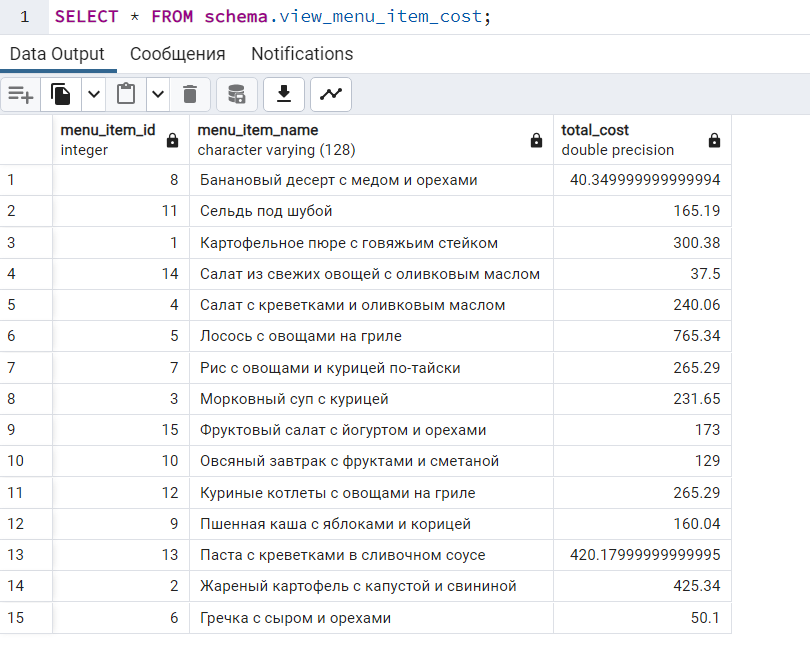 1 SELECT * FROM schema.view_menu_item_cost;
Data Output Сообщения Notifications
menu_item_id menu_item_name total_cost
integer character varying (128) double precision
1 8 Банановый десерт с медом и орехами 40.349999999999994
2 11 Сельдь под шубой 165.19
3 1 Картофельное пюре с говяжьим стейком 300.38
4 14 Салат из свежих овощей с оливковым маслом 37.5
5 4 Салат с креветками и оливковым маслом 240.06
6 5 Лосось с овощами на гриле 765.34
7 7 Рис с овощами и курицей по-тайски 265.29
8 3 Морковный суп с курицей 231.65
9 15 Фруктовый салат с йогуртом и орехами 173
10 10 Овсяный завтрак с фруктами и сметаной 129
11 12 Куриные котлеты с овощами на гриле 265.29
12 9 Пшенная каша с яблоками и корицей 160.04
13 13 Паста с креветками в сливочном соусе 420.17999999999995
14 2 Жареный картофель с капустой и свининой 425.34
15 6 Гречка с сыром и орехами 50.1